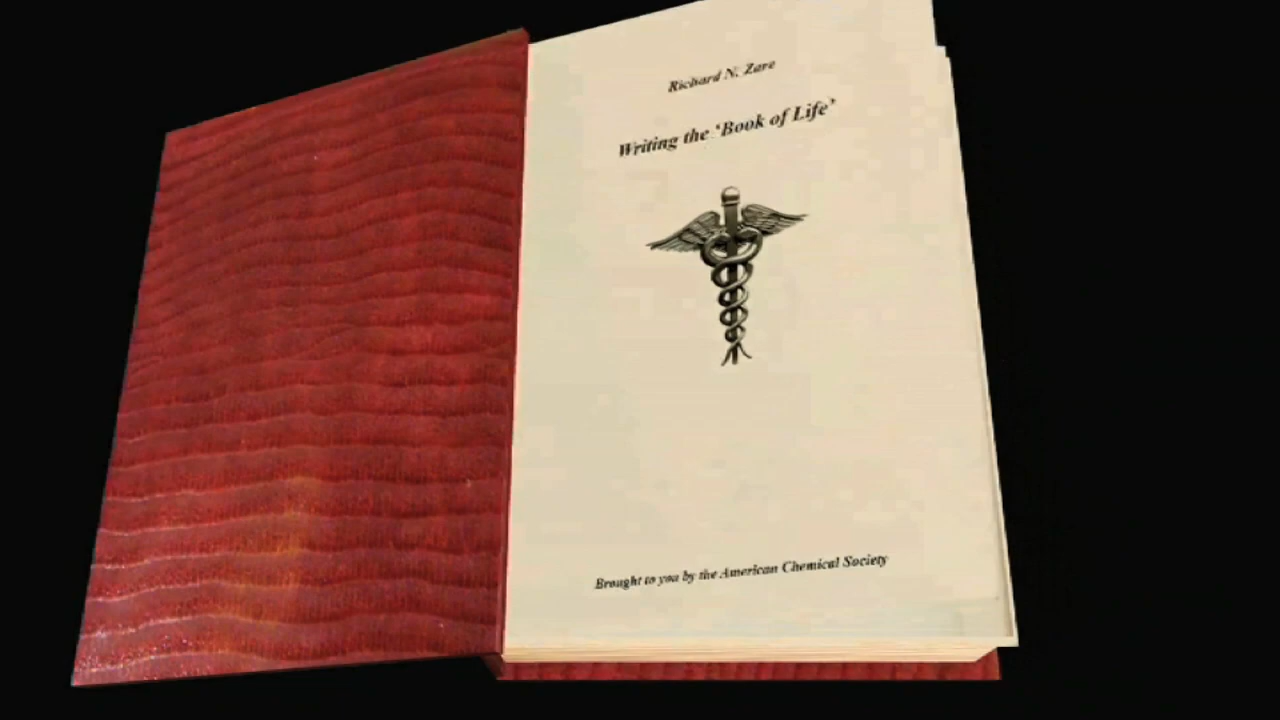 Richard N. Zare
Writing the ‘Book of Life’
Brought to you by the American Chemical Society